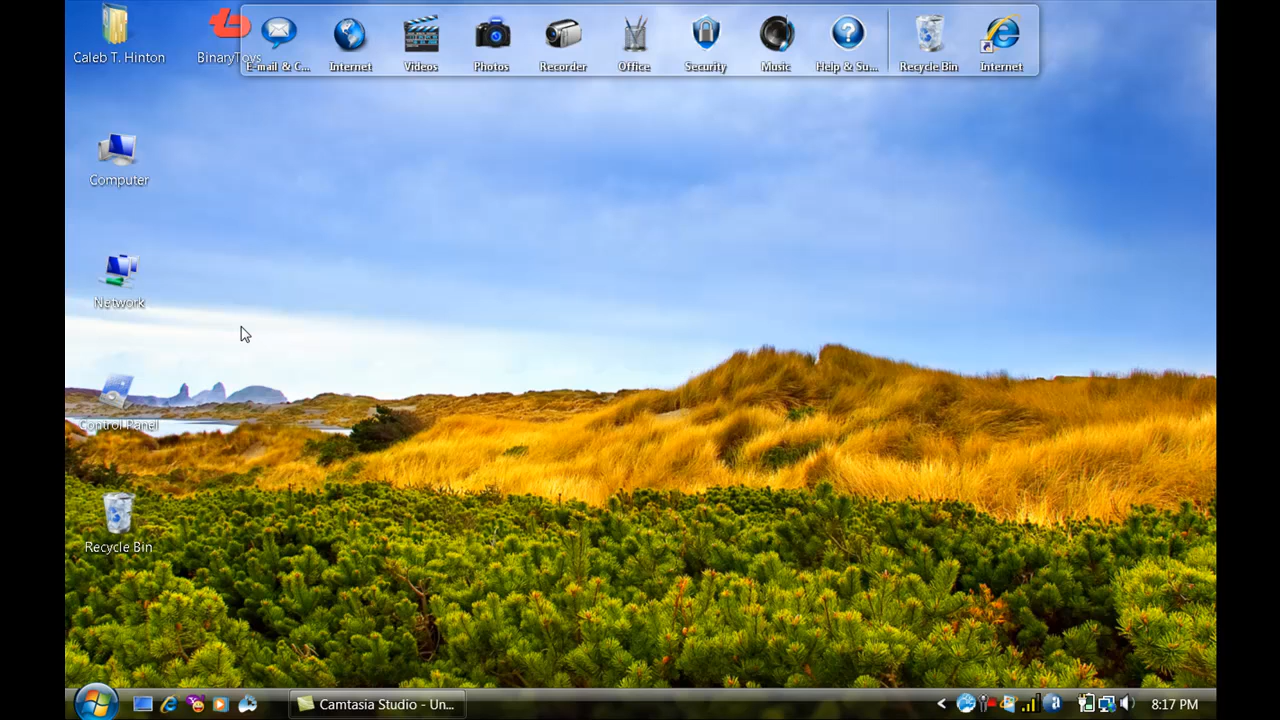 Caleb T. Hinton
BinaryToys
E-mail & C...
Internet
Videos
Photos
Recorder
Office
Security
Music
Help & Su...
Recycle Bin
Internet
Computer
Network
Control Panel
Recycle Bin
Camtasia Studio - Un...
8:17 PM